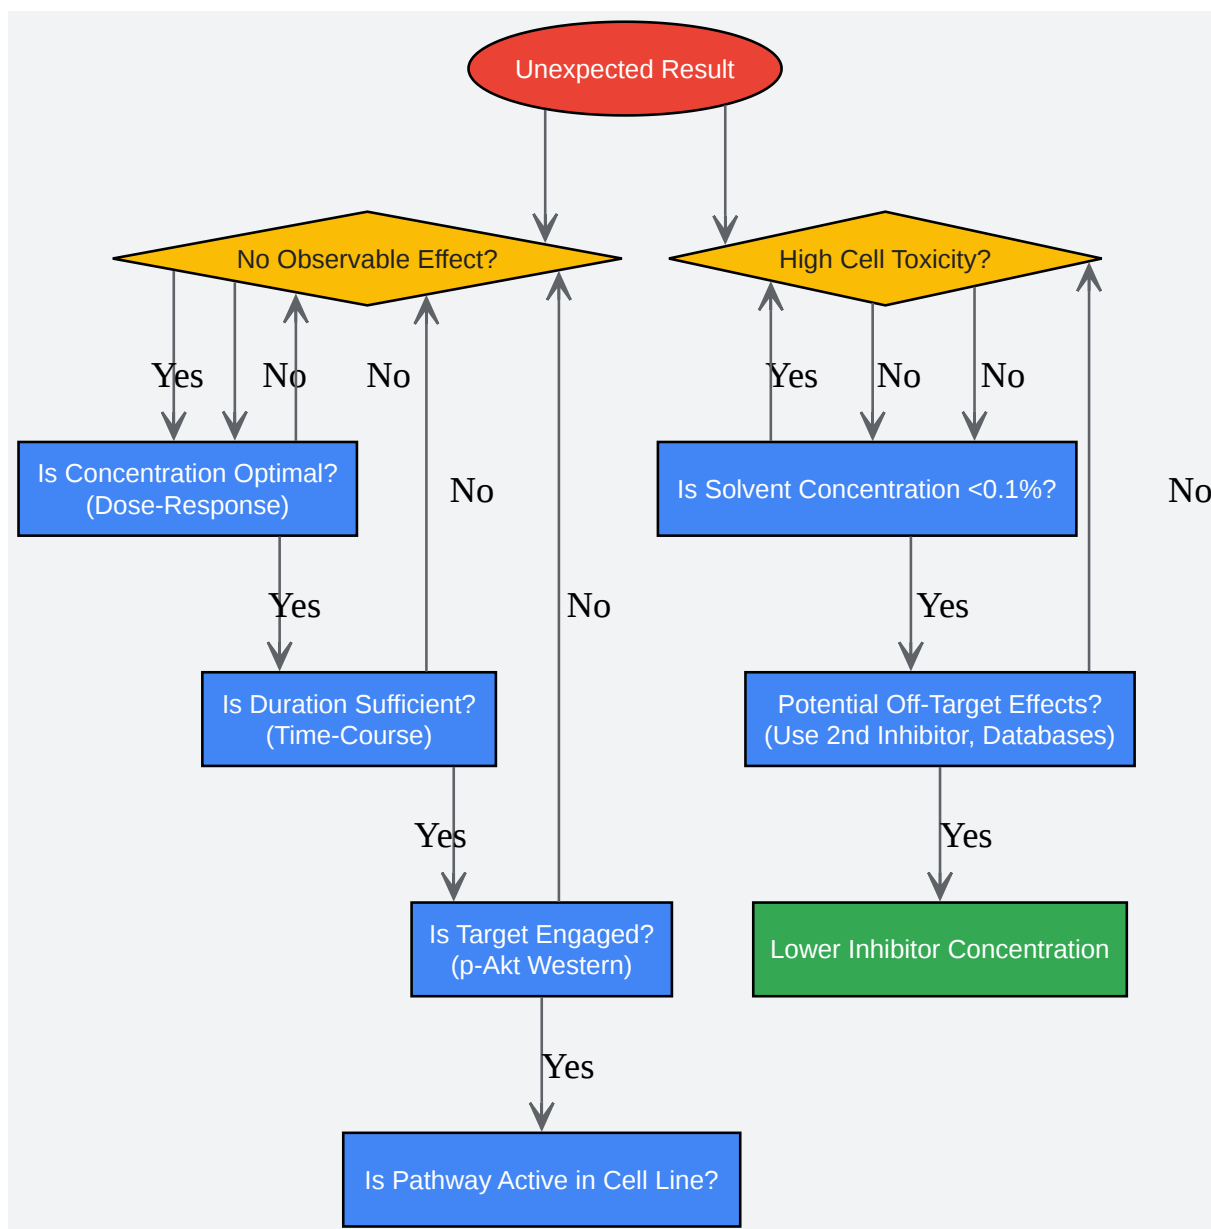 Unexpected Result
No Observable Effect?
High Cell Toxicity?
Yes
No
No
Yes
No
No
Is Concentration Optimal?
(Dose-Response)
No
Is Solvent Concentration <0.1%?
No
Yes
No
Yes
Is Duration Sufficient?
(Time-Course)
Potential Off-Target Effects?
(Use 2nd Inhibitor, Databases)
Yes
Yes
Is Target Engaged?
(p-Akt Western)
Lower Inhibitor Concentration
Yes
Is Pathway Active in Cell Line?